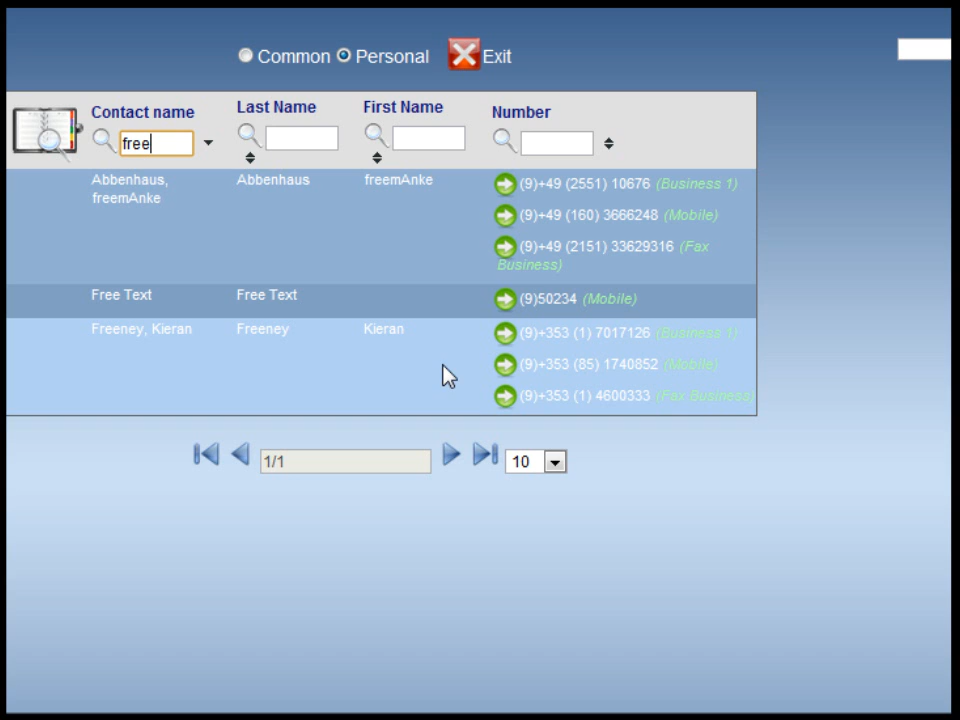 Common Personal Exit
Contact name Last Name First Name Number
free
Abbenhaus, Abbenhaus freemAnke (9)+49 (2551) 10676 (Business 1)
freemAnke
(9)+49 (160) 3666248 (Mobile)
(9)+49 (2151) 33629316 (Fax
Business)
Free Text Free Text (9)50234 (Mobile)
Freeney, Kieran Freeney Kieran (9)+353 (1) 7017126 (Business 1)
(9)+353 (85) 1740852 (Mobile)
(9)+353 (1) 4600333 (Fax Business)
1/1 10